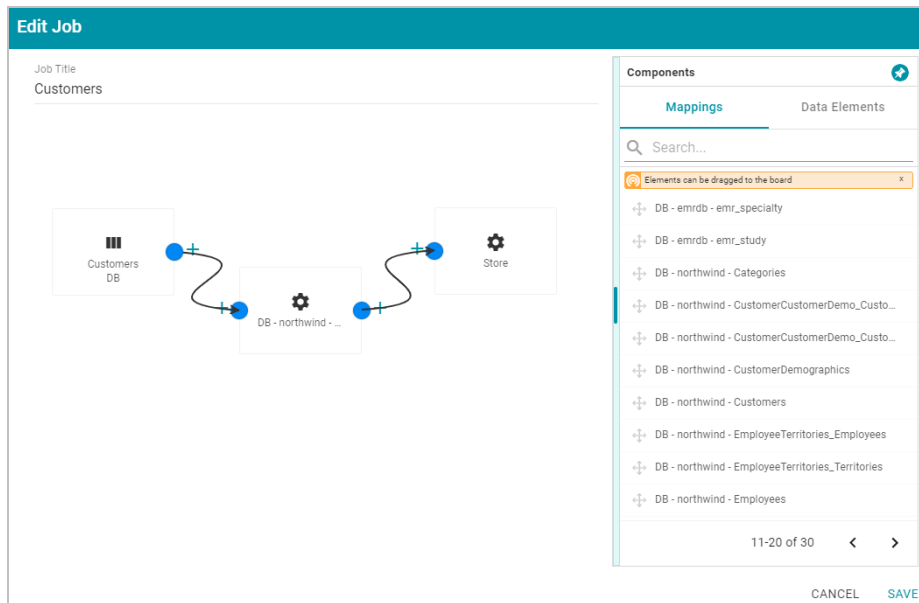 Edit Job
Job Title
Customers
Customers
DB
DB - northwind - ...
Store
Components
Mappings
Data Elements
Search...
Elements can be dragged to the board
x
DB - emrdb - emr_specialty
DB - emrdb - emr_study
DB - northwind - Categories
DB - northwind - CustomerCustomerDemo_Custo...
DB - northwind - CustomerCustomerDemo_Custo...
DB - northwind - CustomerDemographics
DB - northwind - Customers
DB - northwind - EmployeeTerritories_Employees
DB - northwind - EmployeeTerritories_Territories
DB - northwind - Employees
11-20 of 30
CANCEL
SAVE